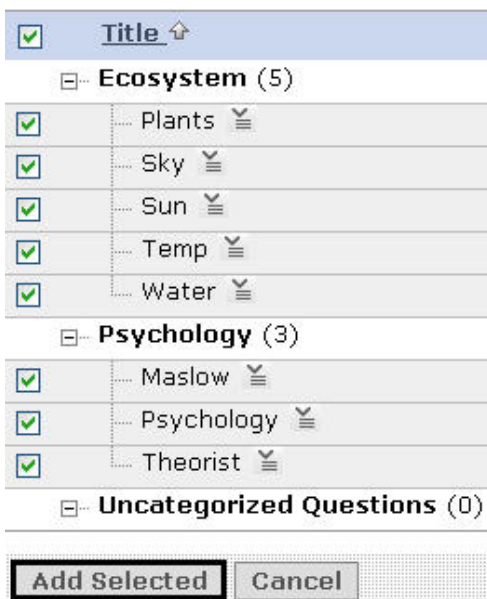 Title
Ecosystem (5)
Plants
Sky
Sun
Temp
Water
Psychology (3)
Maslow
Psychology
Theorist
Uncategorized Questions (0)
Add Selected Cancel